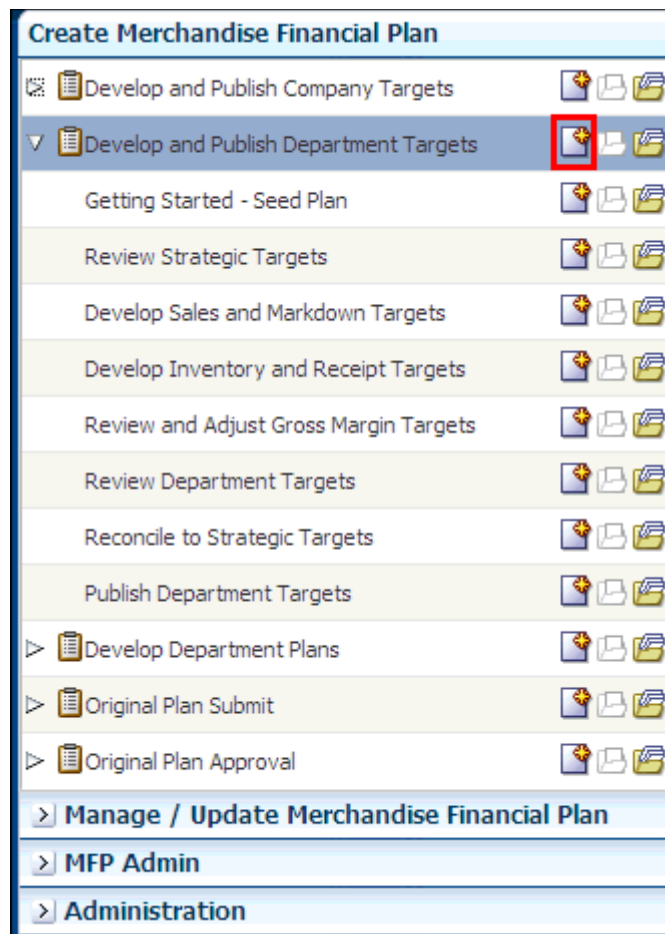 Create Merchandise Financial Plan
Develop and Publish Company Targets
Develop and Publish Department Targets
Getting Started - Seed Plan
Review Strategic Targets
Develop Sales and Markdown Targets
Develop Inventory and Receipt Targets
Review and Adjust Gross Margin Targets
Review Department Targets
Reconcile to Strategic Targets
Publish Department Targets
Develop Department Plans
Original Plan Submit
Original Plan Approval
Manage / Update Merchandise Financial Plan
MFP Admin
Administration